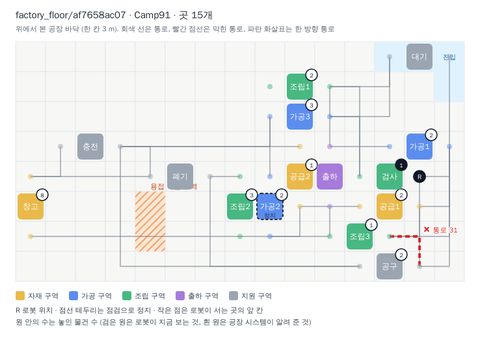 factory_floor/af7658ac07 · Camp91 · 곳 15개
위에서 본 공장 바닥 (한 칸 3 m). 회색 선은 통로, 빨간 점선은 막힌 통로, 파란 화살표는 한 방향 통로
대기
진입
조립1
2
가공3
3
충전
가공1
2
폐기
공급2
1
출하
검사
1
R
용접
역
창고
8
조립2
3
가공2
2
공급1
2
조립3
1
✕ 통로 31
공구
2
자재 구역
가공 구역
조립 구역
출하 구역
지원 구역
R 로봇 위치 · 점선 테두리는 점검으로 정지 · 작은 점은 로봇이 서는 곳의 앞 칸
원 안의 수는 놓인 물건 수 (검은 원은 로봇이 지금 보는 것, 흰 원은 공장 시스템이 알려 준 것)